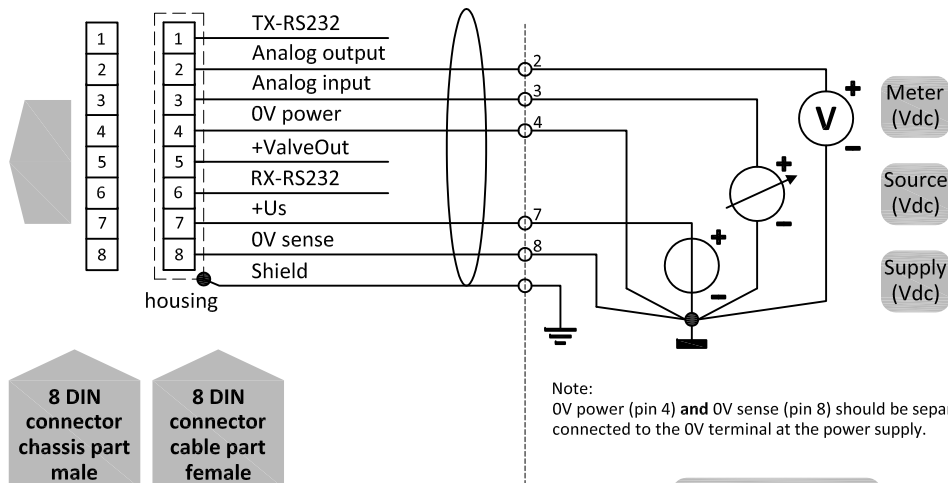 1 1 TX-RS232
2 2 Analog output 2
3 3 Analog input 3
4 4 0V power 4
5 5 +ValveOut
6 6 RX-RS232
7 7 +Us 7
8 8 0V sense 8
Shield
housing
+ V −
Meter
(Vdc)
+ −
Source
(Vdc)
+ −
Supply
(Vdc)
8 DIN
connector
chassis part
male
8 DIN
connector
cable part
female
Note:
0V power (pin 4) and 0V sense (pin 8) should be separ
connected to the 0V terminal at the power supply.